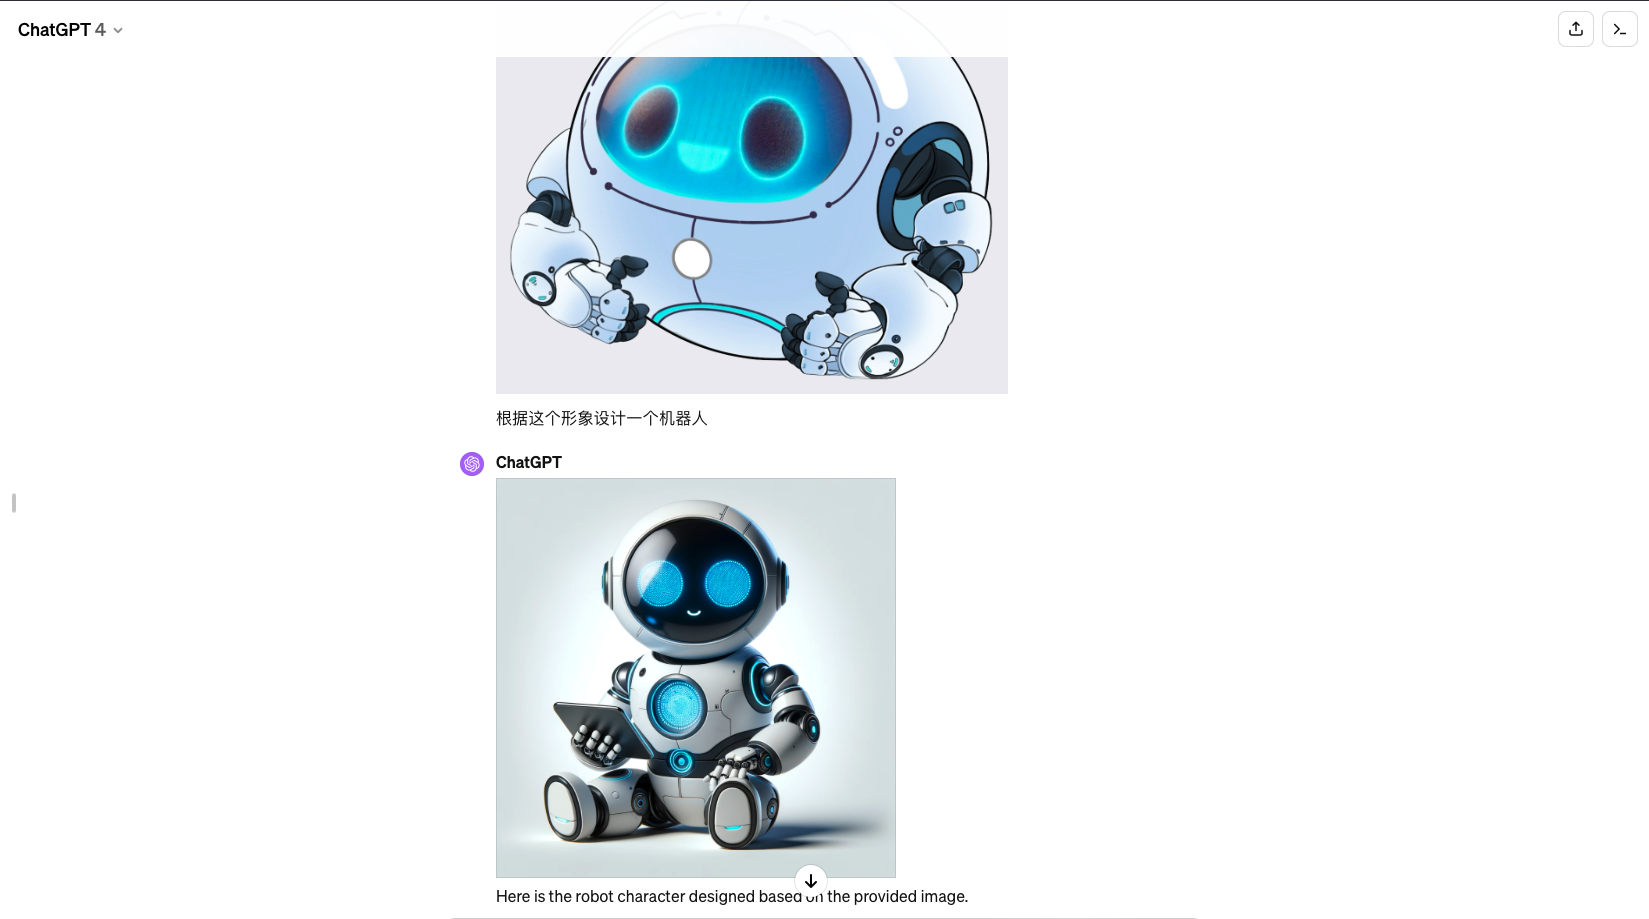 ChatGPT 4
根据这个形象设计一个机器人
ChatGPT
Here is the robot character designed based on the provided image.